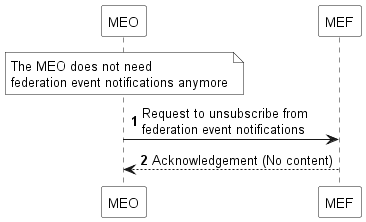 MEO
MEF
The MEO does not need
federation event notifications anymore
1 Request to unsubscribe from
federation event notifications
2 Acknowledgement (No content)
MEO
MEF